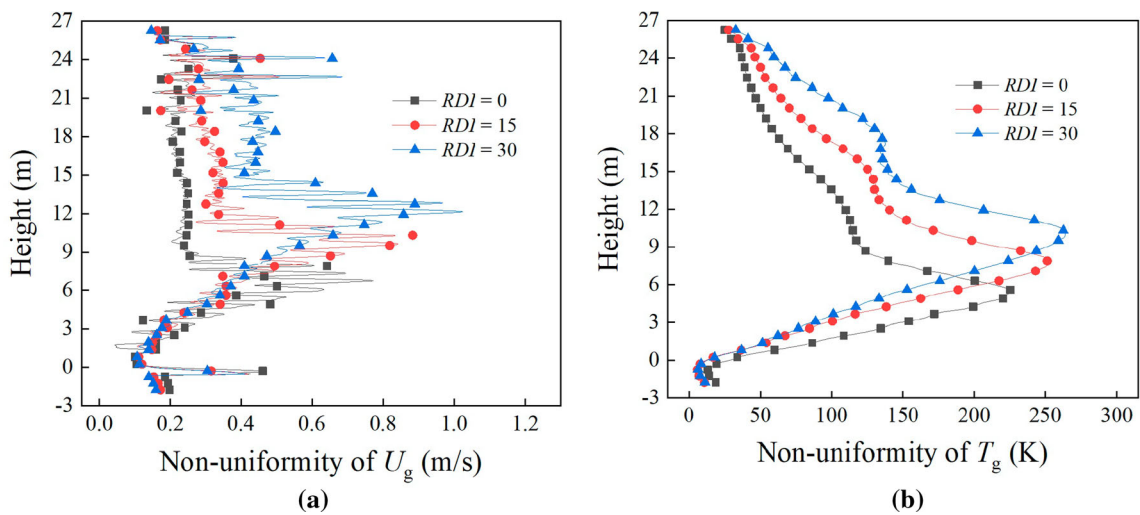 27
24
21
18
15
12
9
6
3
0
-3
Height (m)
RDI = 0
RDI = 15
RDI = 30
0.0 0.2 0.4 0.6 0.8 1.0 1.2
Non-uniformity of Ug (m/s)
(a)
27
24
21
18
15
12
9
6
3
0
-3
Height (m)
RDI = 0
RDI = 15
RDI = 30
0 50 100 150 200 250 300
Non-uniformity of Tg (K)
(b)